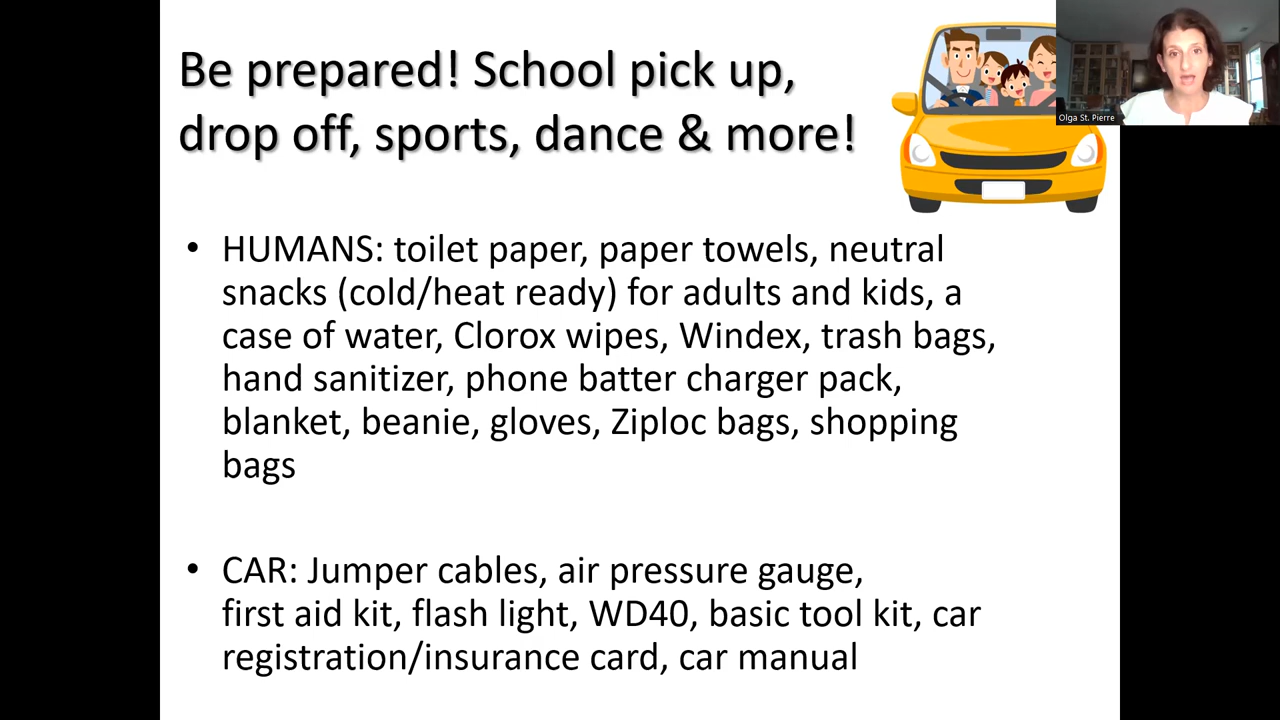 Be prepared! School pick up,
drop off, sports, dance & more!
Olga St. Pierre
• HUMANS: toilet paper, paper towels, neutral
snacks (cold/heat ready) for adults and kids, a
case of water, Clorox wipes, Windex, trash bags,
hand sanitizer, phone batter charger pack,
blanket, beanie, gloves, Ziploc bags, shopping
bags
• CAR: Jumper cables, air pressure gauge,
first aid kit, flash light, WD40, basic tool kit, car
registration/insurance card, car manual